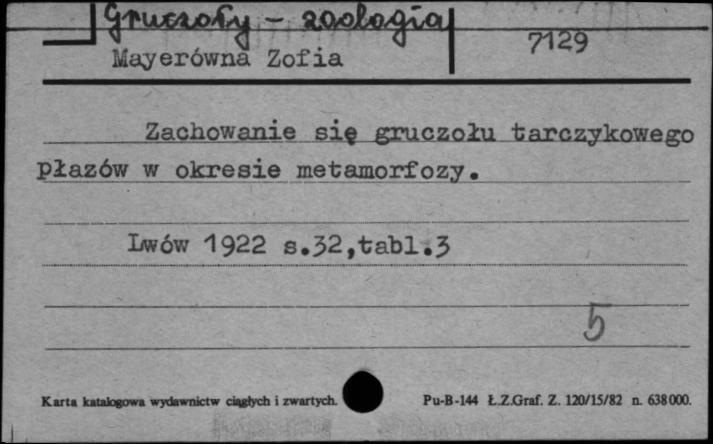 Gruczoły - zoologia
7129
Mayerówna Zofia
Zachowanie się gruczołu tarczykowego
płazów w okresie metamorfozy.
Lwów 1922 s.32,tabl.3
5
Karta katalogowa wydawnictw ciągłych i zwartych. Pu-B-144 Ł.Z.Graf. Z. 120/15/82 n. 638000.